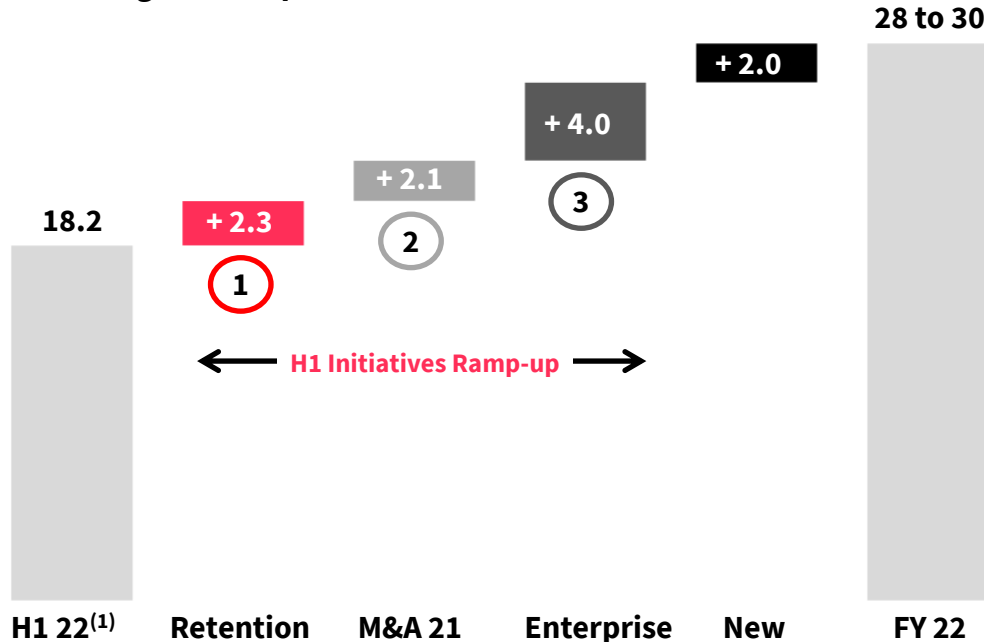 28 to 30
+ 2.0
+ 4.0
+ 2.1
18.2
+ 2.3
3
2
1
H1 Initiatives Ramp-up
H1 22(1) Retention M&A 21 Enterprise New FY 22